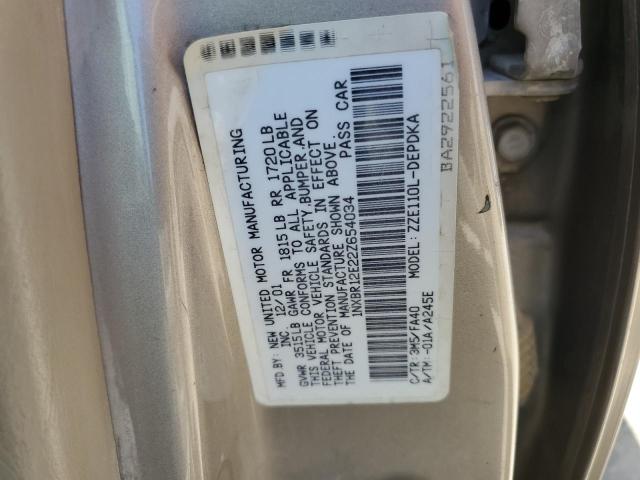 MFD.BY: NEW UNITED MOTOR MANUFACTURING
INC. 12/01
GVWR 3515LB GAWR FR 1815LB RR 1720LB
THIS VEHICLE CONFORMS TO ALL APPLICABLE
FEDERAL MOTOR VEHICLE SAFETY,BUMPER AND
THEFT PREVENTION STANDARDS IN EFFECT ON
THE DATE OF MANUFACTURE SHOWN ABOVE.
1NXBR12E22Z654034 PASS CAR
C/TR: 3M5/FA40 MODEL: ZZE110L-DEPDKA
A/TM: -01A/A245E
BA2922561